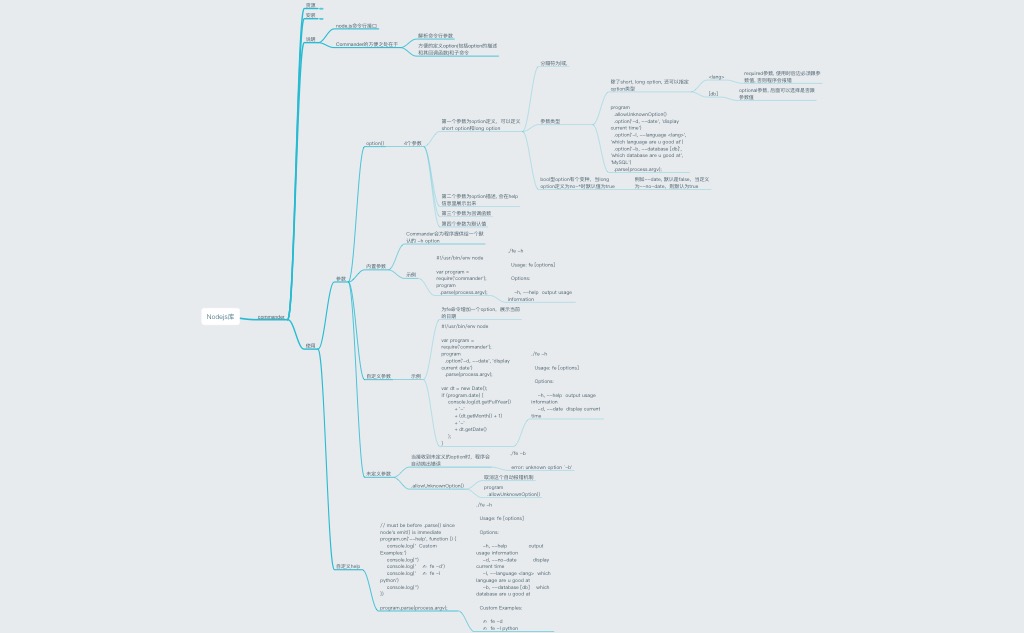 资源
安装
说明
node.js命令行接口
Commander的方便之处在于
解析命令行参数
方便的定义option(包括option的描述
和其回调函数)和子命令
Nodejs库
commander
使用
参数
option()
4个参数
第一个参数为option定义，可以定义
short option和long option
分隔符为或,
参数类型
除了short, long option, 还可以指定
option类型
<lang>
required参数, 使用时后边必须跟参
数值, 否则程序会报错
[db]
optional参数, 后面可以选择是否跟
参数值
program
.allowUnknownOption()
.option('-d, --date', 'display
current time')
.option('-l, --language <lang>',
'which language are u good at')
.option('-b, --database [db]',
'which database are u good at',
'MySQL')
.parse(process.argv);
bool型option有个变种，当long
option定义为no-*时默认值为true
例如--date, 默认是false，当定义
为--no-date，则默认为true
第二个参数为option描述, 会在help
信息里展示出来
第三个参数为回调函数
第四个参数为默认值
内置参数
Commander会为程序提供给一个默
认的 -h option
示例
#!/usr/bin/env node
var program =
require('commander');
program
.parse(process.argv);
./fe -h
Usage: fe [options]
Options:
-h, --help output usage
information
自定义参数
为fe命令增加一个option，展示当前
的日期
示例
#!/usr/bin/env node
var program =
require('commander');
program
.option('-d, --date', 'display
current date')
.parse(process.argv);
var dt = new Date();
if (program.date) {
console.log(dt.getFullYear()
+ '-'
+ (dt.getMonth() + 1)
+ '-'
+ dt.getDate()
);
}
./fe -h
Usage: fe [options]
Options:
-h, --help output usage
information
-d, --date display current
time
未定义参数
当接收到未定义的option时，程序会
自动抛出错误
./fe -b
error: unknown option `-b'
.allowUnknownOption()
取消这个自动报错机制
program
.allowUnknownOption()
自定义help
// must be before .parse() since
node's emit() is immediate
program.on('--help', function () {
console.log(' Custom
Examples:')
console.log('')
console.log(' \n fe -d')
console.log(' \n fe -l
python')
console.log('')
});
program.parse(process.argv);
./fe -h
Usage: fe [options]
Options:
-h, --help output
usage information
-d, --no-date display
current time
-l, --language <lang> which
language are u good at
-b, --database [db] which
database are u good at
Custom Examples:
\n fe -d
\n fe -l python